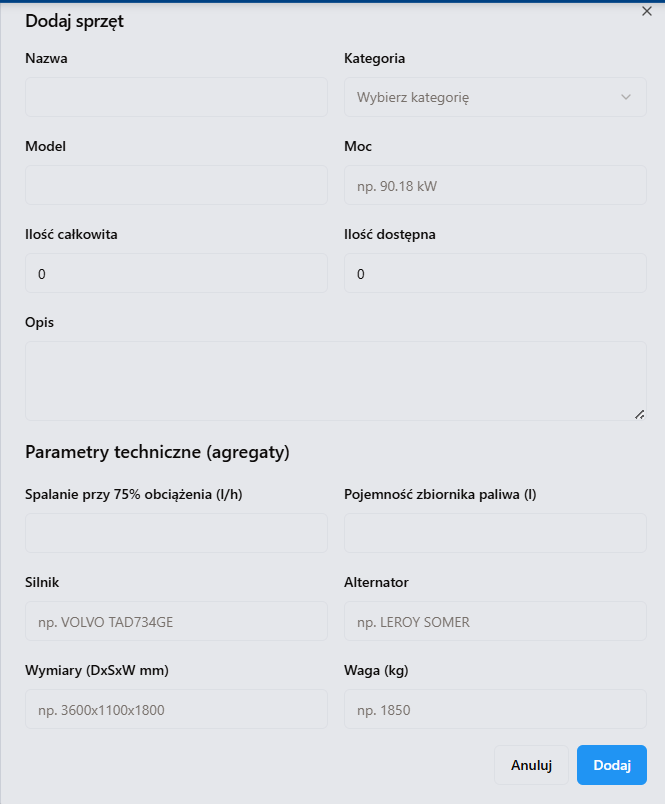 Dodaj sprzęt
Nazwa
Kategoria
Wybierz kategorię
Model
Moc
np. 90.18 kW
Ilość całkowita
Ilość dostępna
0
0
Opis
Parametry techniczne (agregaty)
Spalanie przy 75% obciążenia (l/h)
Pojemność zbiornika paliwa (l)
Silnik
Alternator
np. VOLVO TAD734GE
np. LEROY SOMER
Wymiary (DxSxW mm)
Waga (kg)
np. 3600x1100x1800
np. 1850
Anuluj
Dodaj